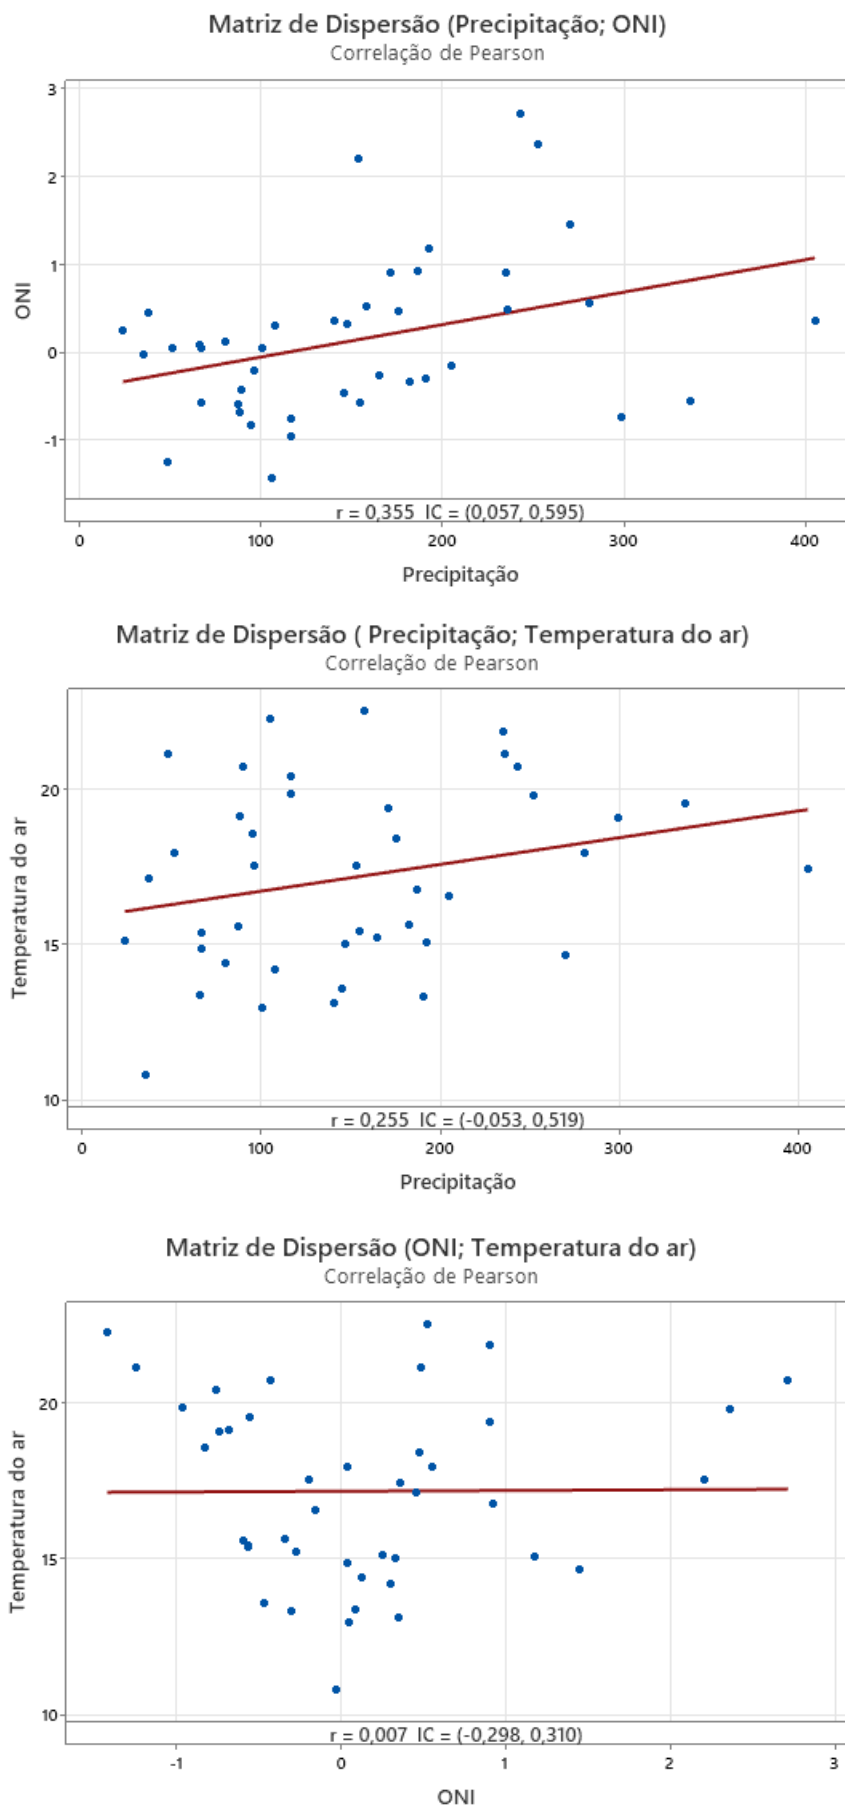 Matriz de Dispersão (Precipitação; ONI)
Correlação de Pearson
3
2
1
0
-1
ONI
r = 0,355 IC = (0,057, 0,595)
0 100 200 300 400
Precipitação
Matriz de Dispersão ( Precipitação; Temperatura do ar)
Correlação de Pearson
20
15
10
Temperatura do ar
r = 0,255 IC = (-0,053, 0,519)
0 100 200 300 400
Precipitação
Matriz de Dispersão (ONI; Temperatura do ar)
Correlação de Pearson
20
15
10
Temperatura do ar
r = 0,007 IC = (-0,298, 0,310)
-1 0 1 2 3
ONI